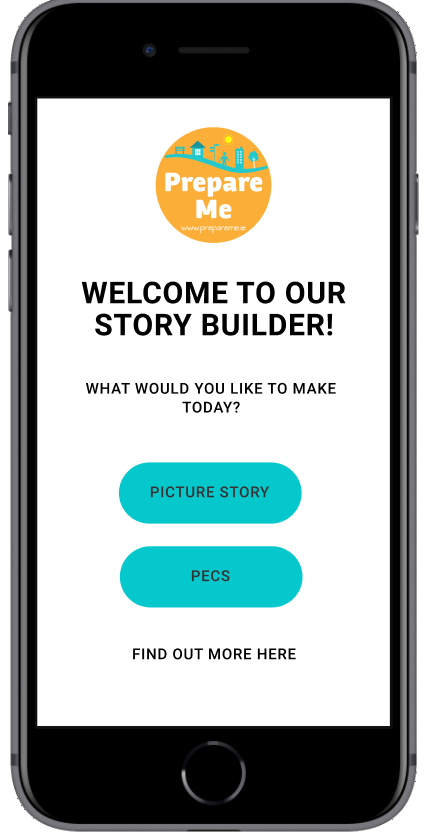 Prepare
Me
www.prepareme.ie
WELCOME TO OUR
STORY BUILDER!
WHAT WOULD YOU LIKE TO MAKE
TODAY?
PICTURE STORY
PECS
FIND OUT MORE HERE